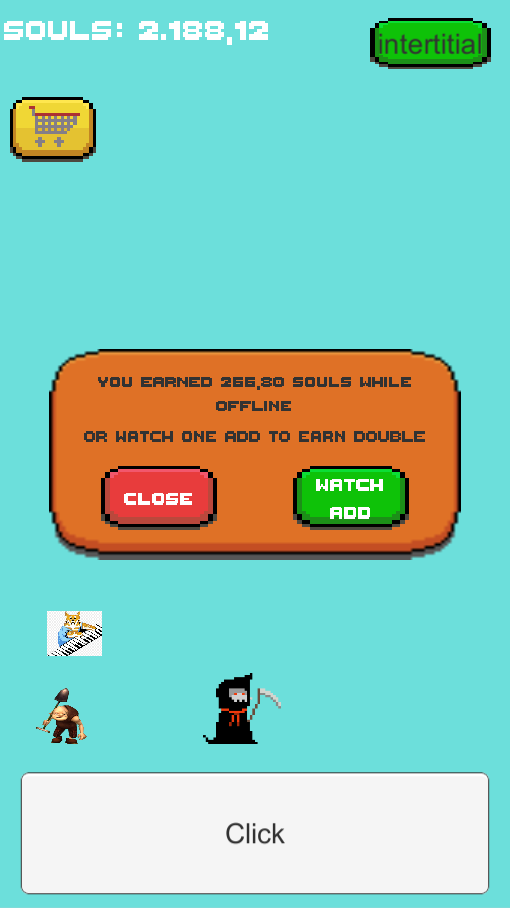 SOULS: 2.188,12
intertitial
YOU EARNED 266,80 SOULS WHILE
OFFLINE
OR WATCH ONE ADD TO EARN DOUBLE
CLOSE
WATCH
ADD
Click